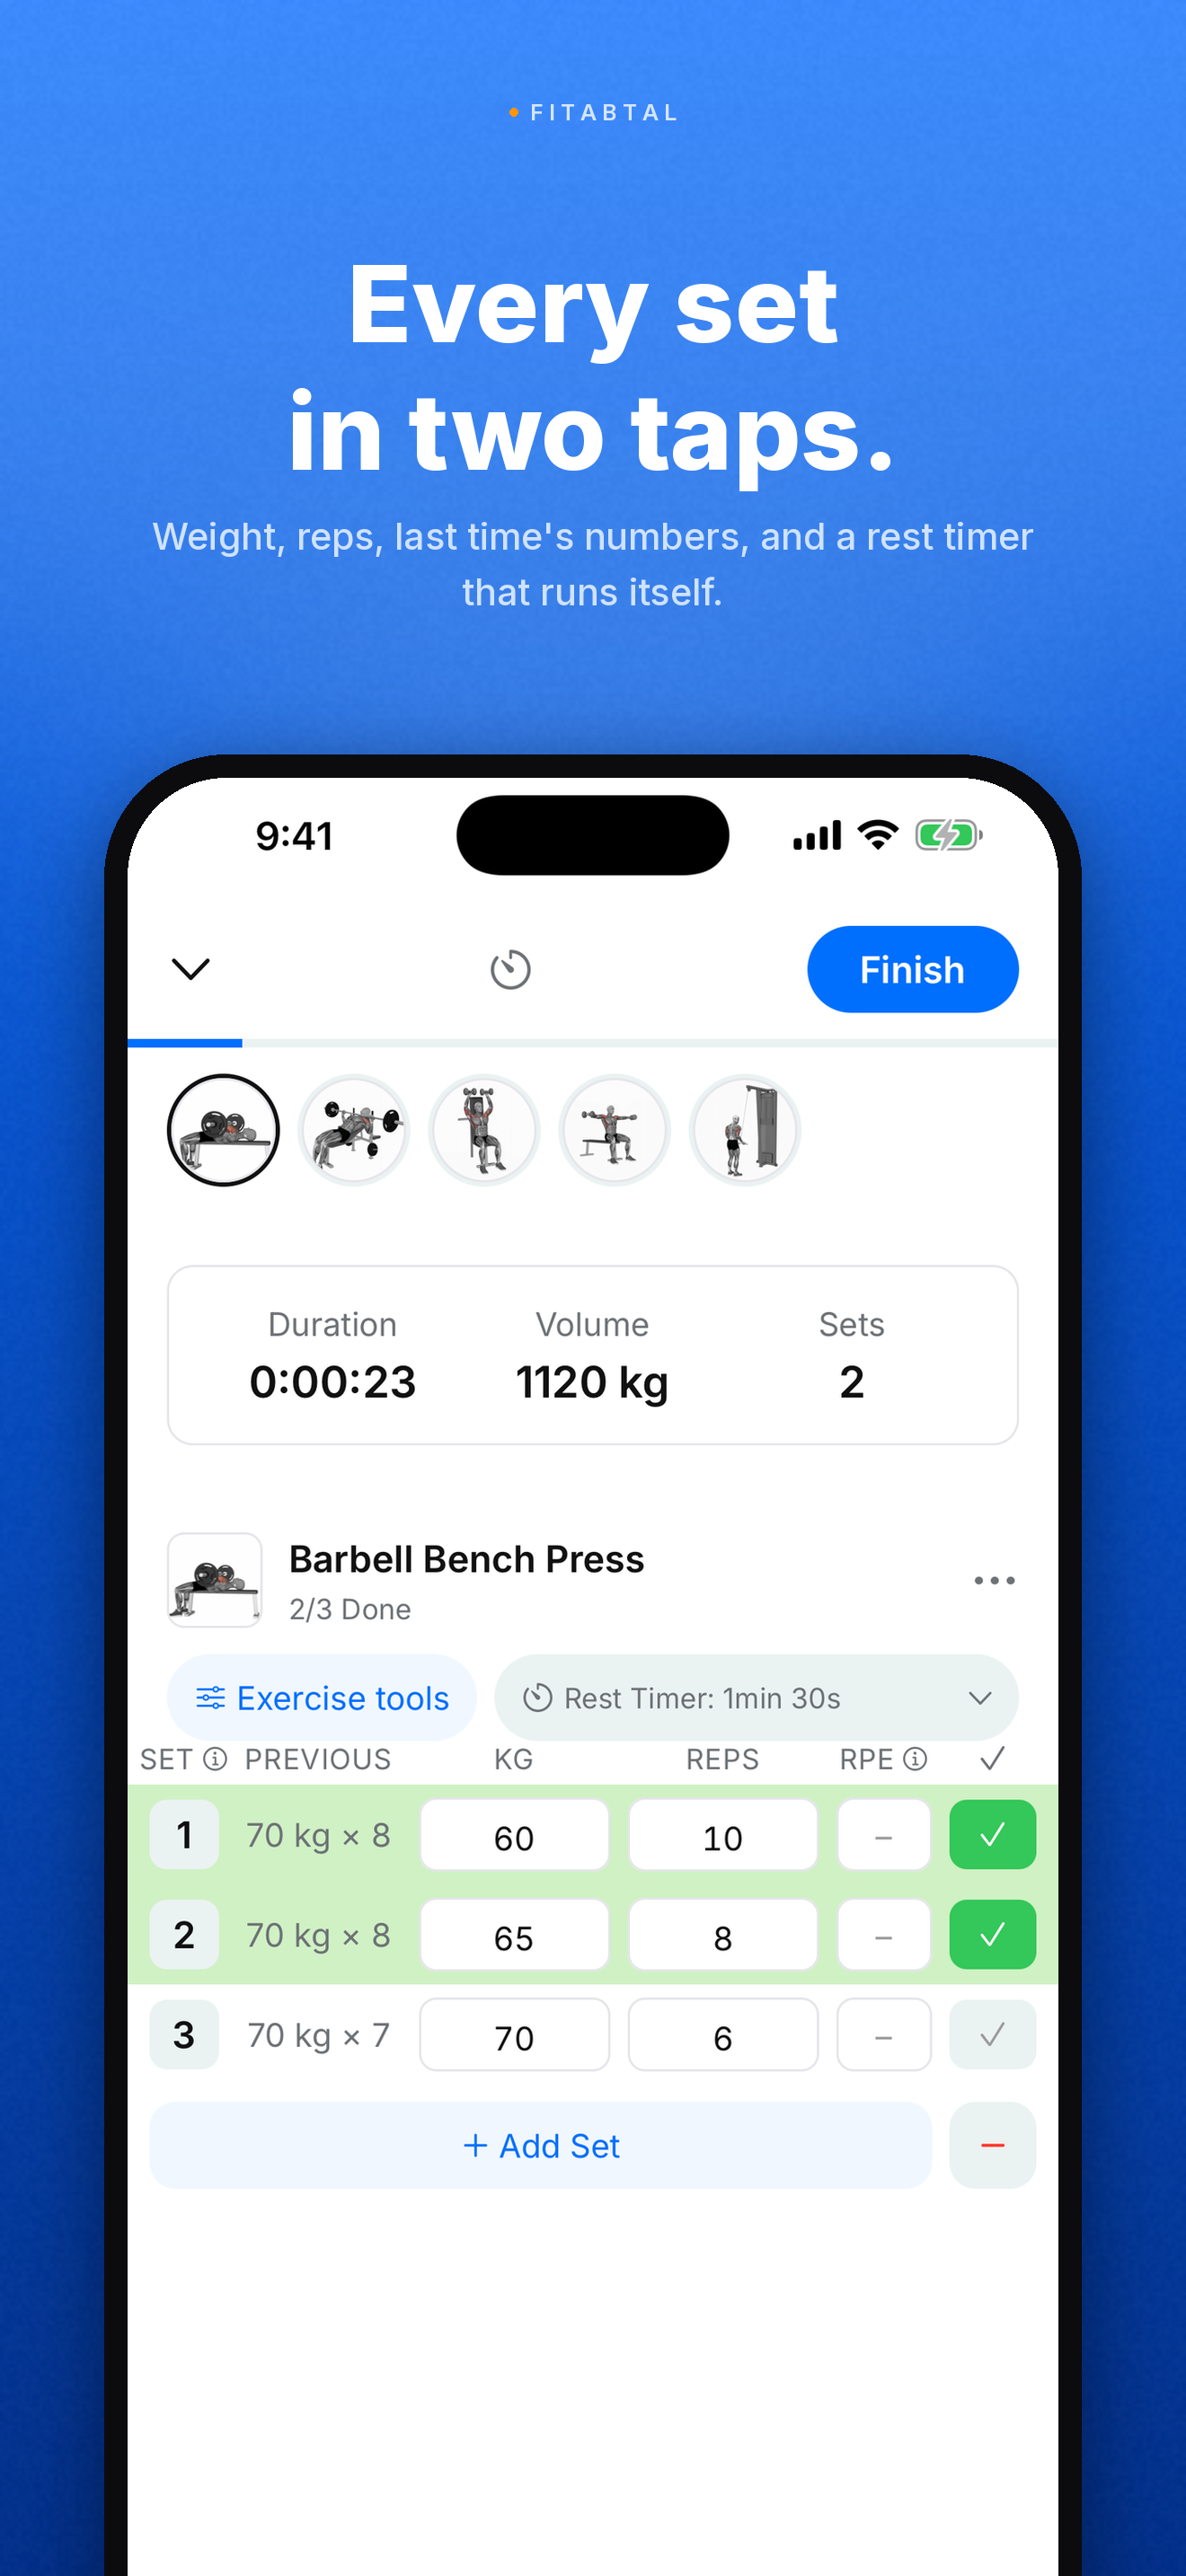 FITABTAL
Every set
in two taps.
Weight, reps, last time's numbers, and a rest timer
that runs itself.
9:41
Finish
Duration Volume Sets
0:00:23 1120 kg 2
Barbell Bench Press
2/3 Done
Exercise tools Rest Timer: 1min 30s
SET PREVIOUS KG REPS RPE ✓
1 70 kg × 8 60 10 – ✓
2 70 kg × 8 65 8 – ✓
3 70 kg × 7 70 6 – ✓
+ Add Set –